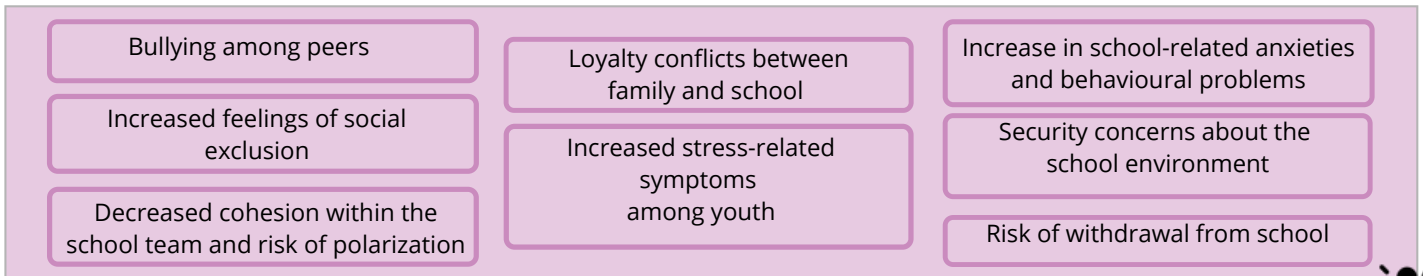 Bullying among peers
Increased feelings of social
exclusion
Decreased cohesion within the
school team and risk of polarization
Loyalty conflicts between
family and school
Increased stress-related
symptoms
among youth
Increase in school-related anxieties
and behavioural problems
Security concerns about the
school environment
Risk of withdrawal from school